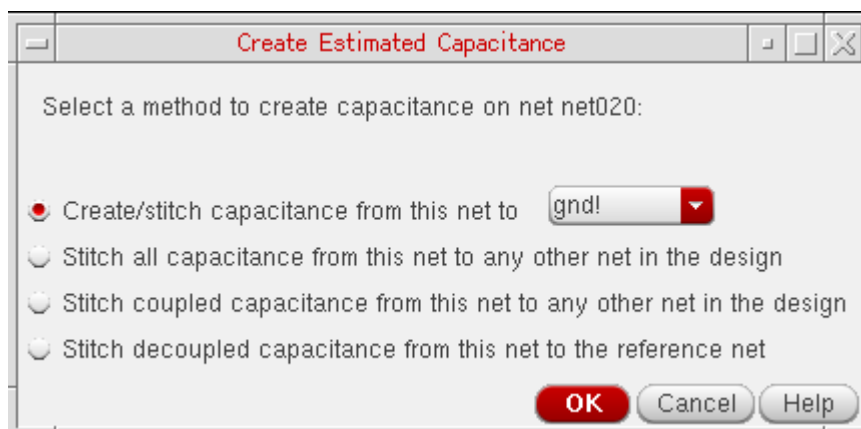 Create Estimated Capacitance
Select a method to create capacitance on net net020:
Create/stitch capacitance from this net to gnd!
Stitch all capacitance from this net to any other net in the design
Stitch coupled capacitance from this net to any other net in the design
Stitch decoupled capacitance from this net to the reference net
OK Cancel Help